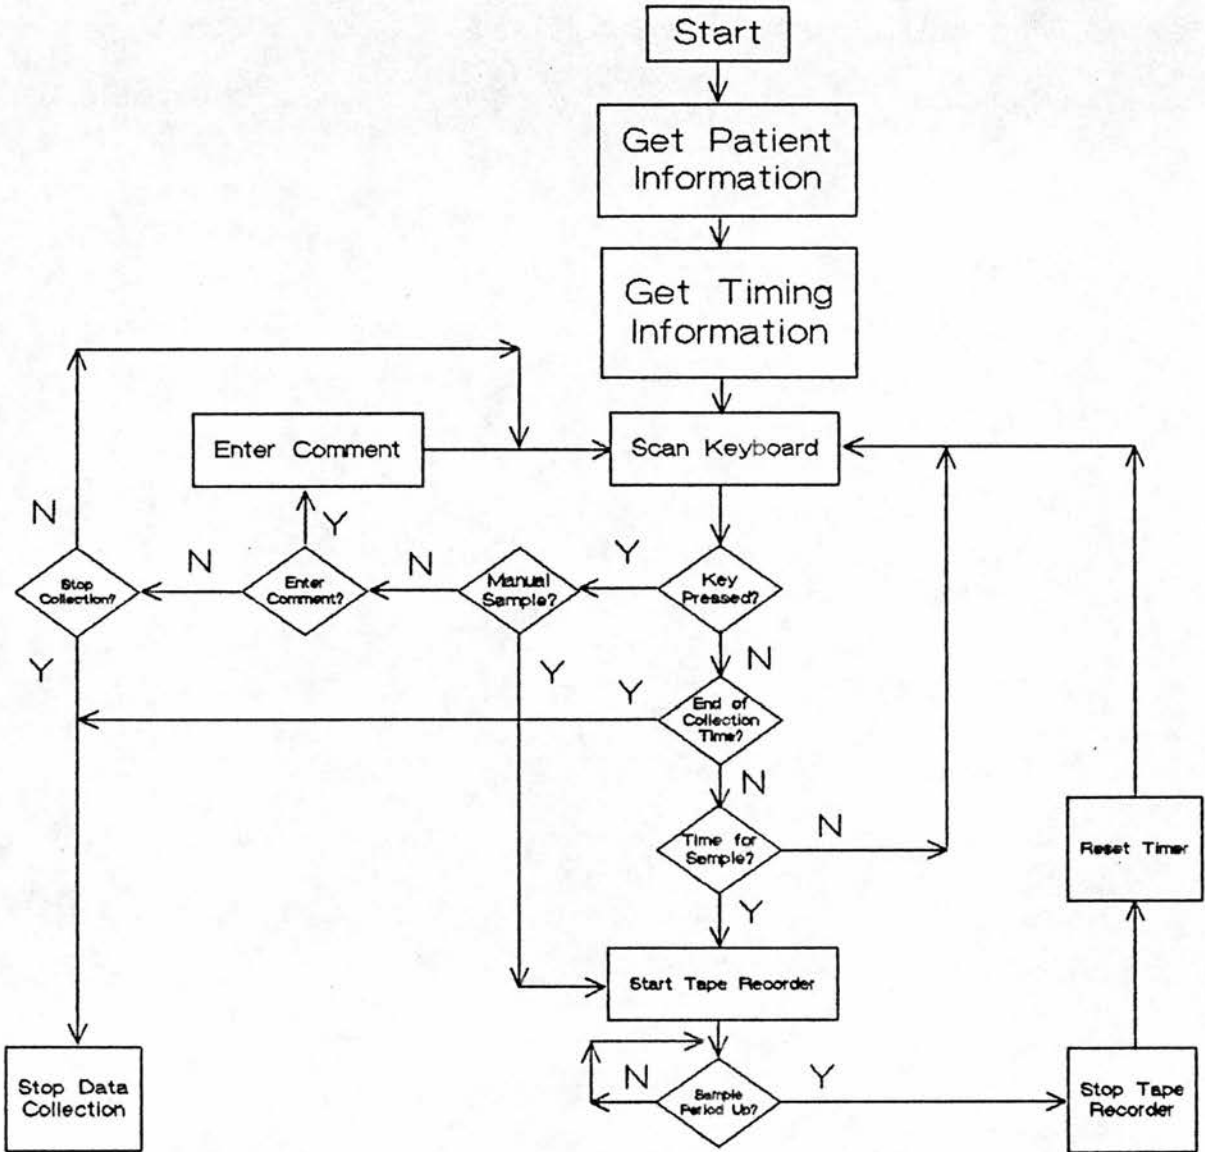 Start
Get Patient
Information
Get Timing
Information
Enter Comment
Scan Keyboard
N
Y
Stop
Collection?
N
Enter
Comment?
N
Manual
Sample?
Y
Key
Pressed?
Y
Y
Y
N
End of
Collection
Time?
N
Time for
Sample?
N
Reset Timer
Y
Start Tape Recorder
Stop Data
Collection
N
Sample
Period Up?
Y
Stop Tape
Recorder